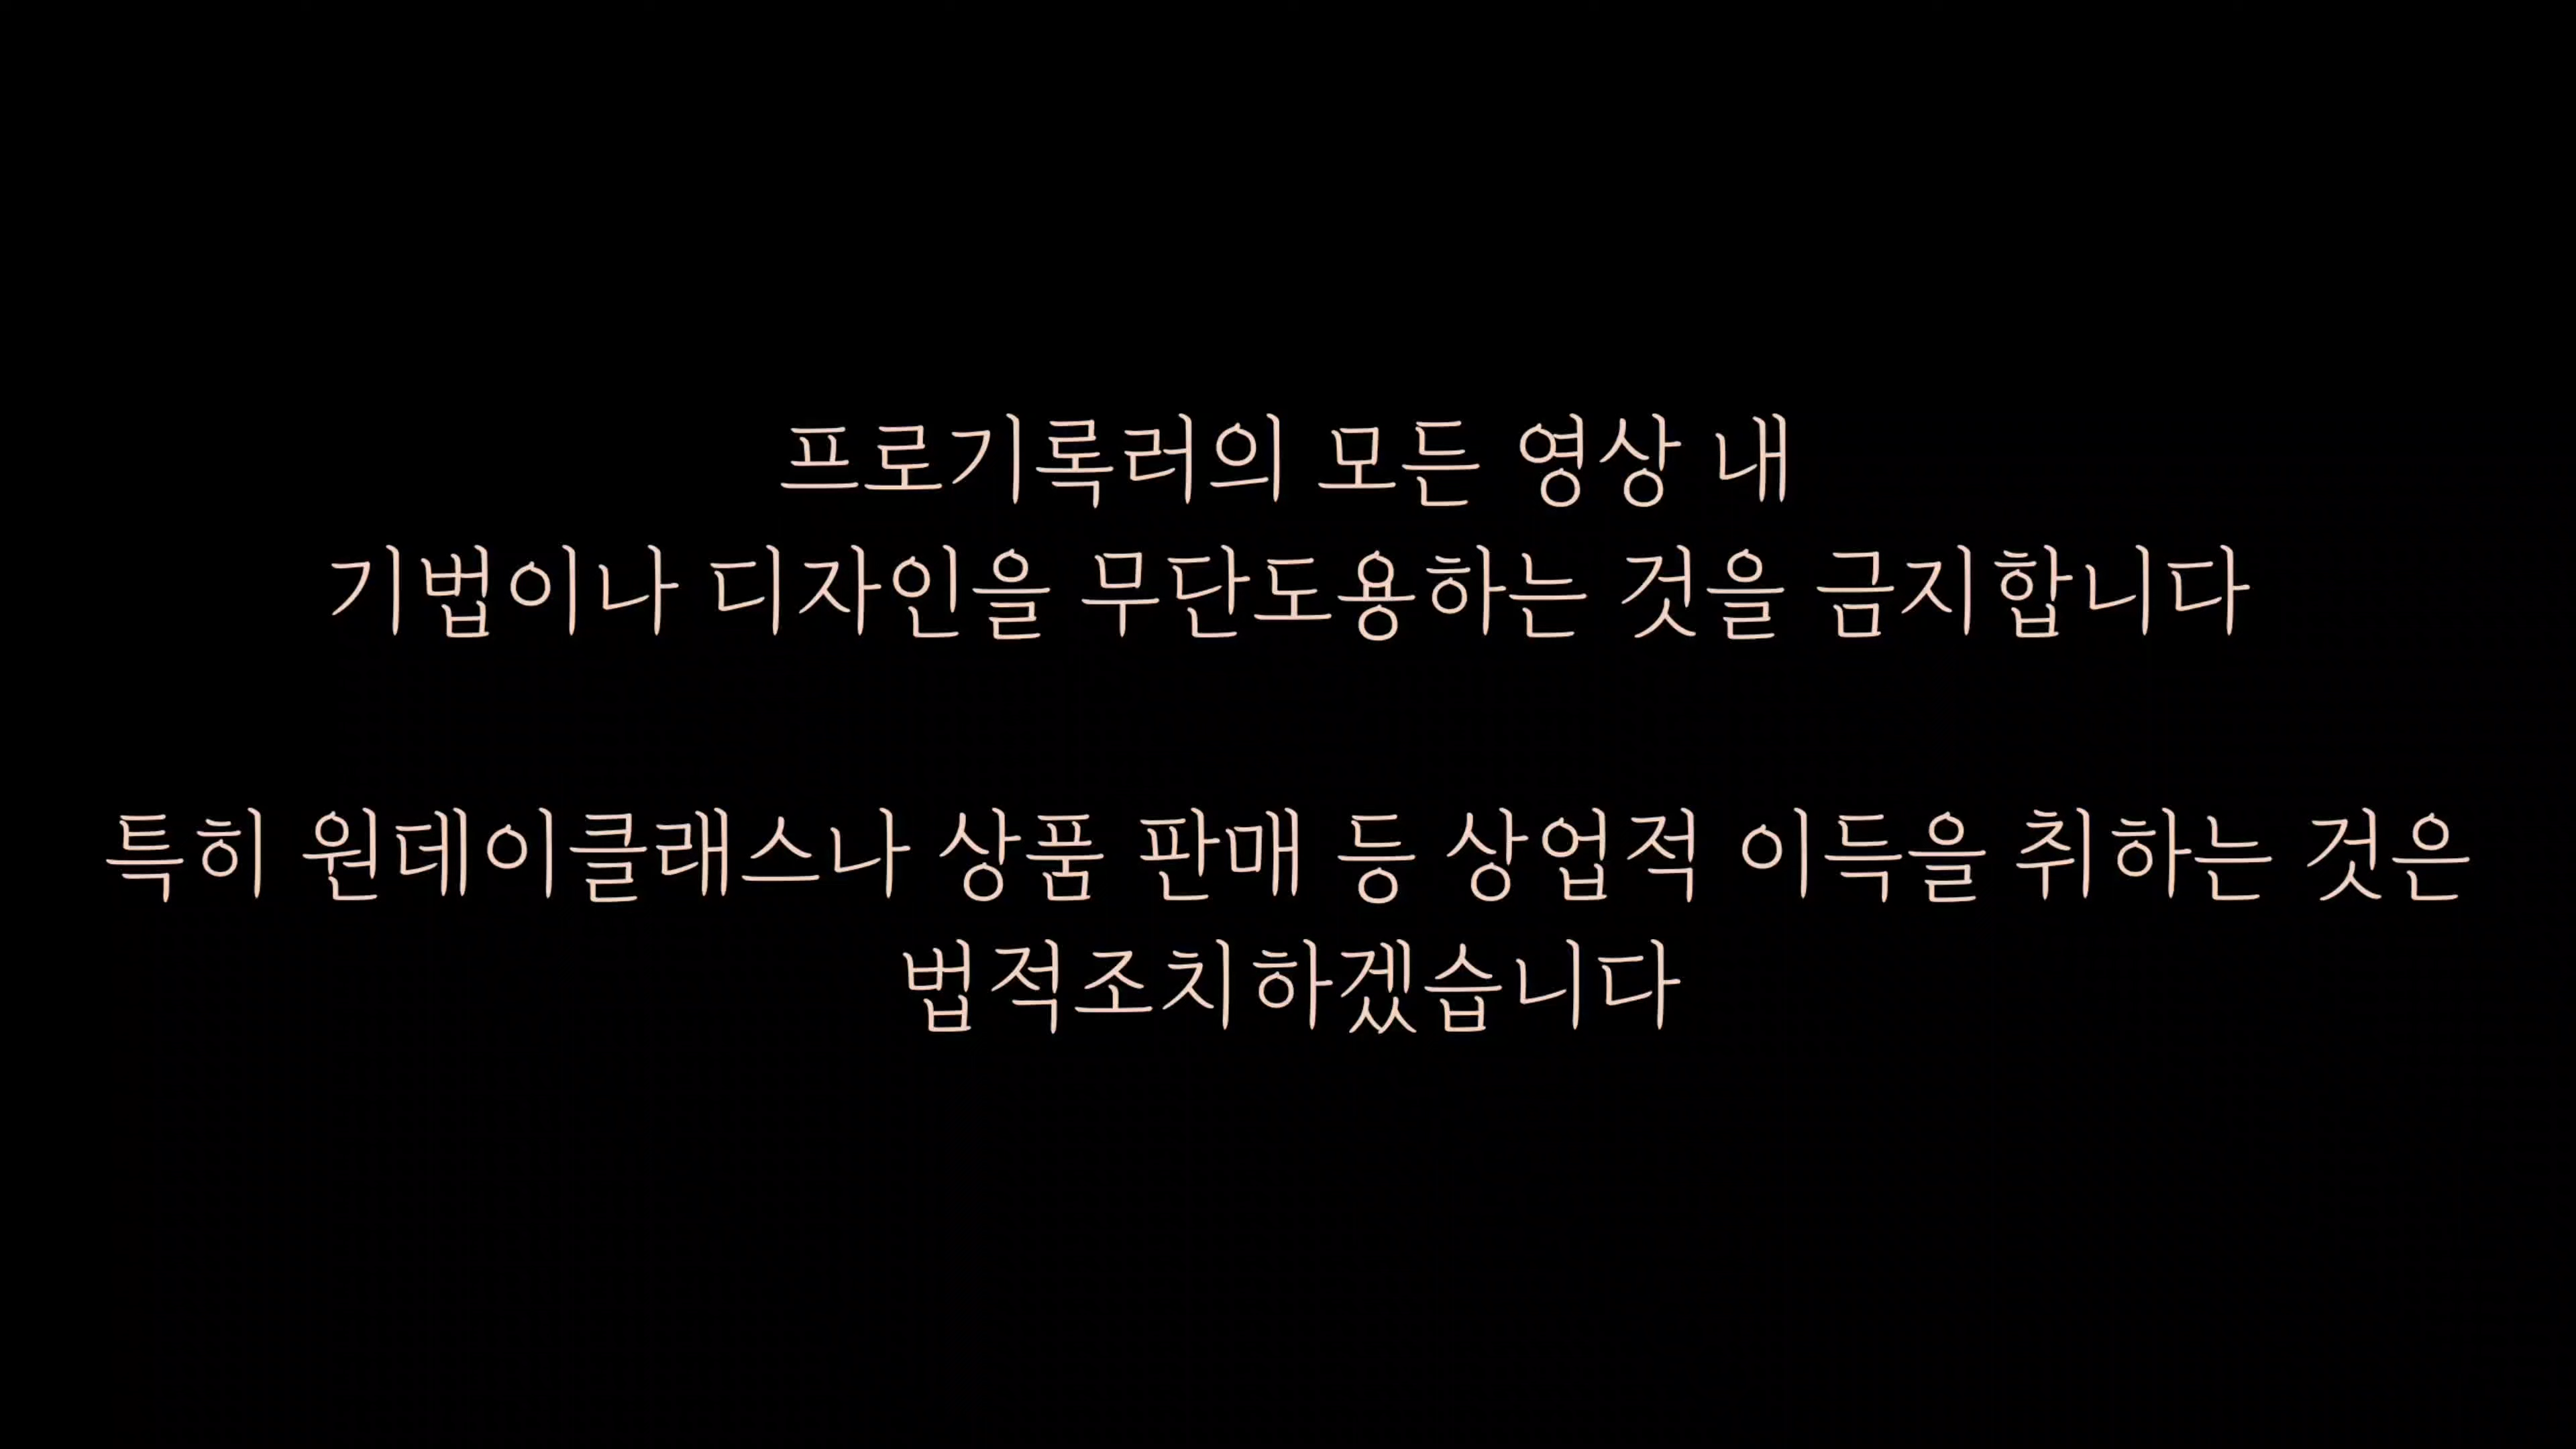 프로기록러의 모든 영상 내
기법이나 디자인을 무단도용하는 것을 금지합니다
특히 원데이클래스나 상품 판매 등 상업적 이득을 취하는 것은
법적조치하겠습니다